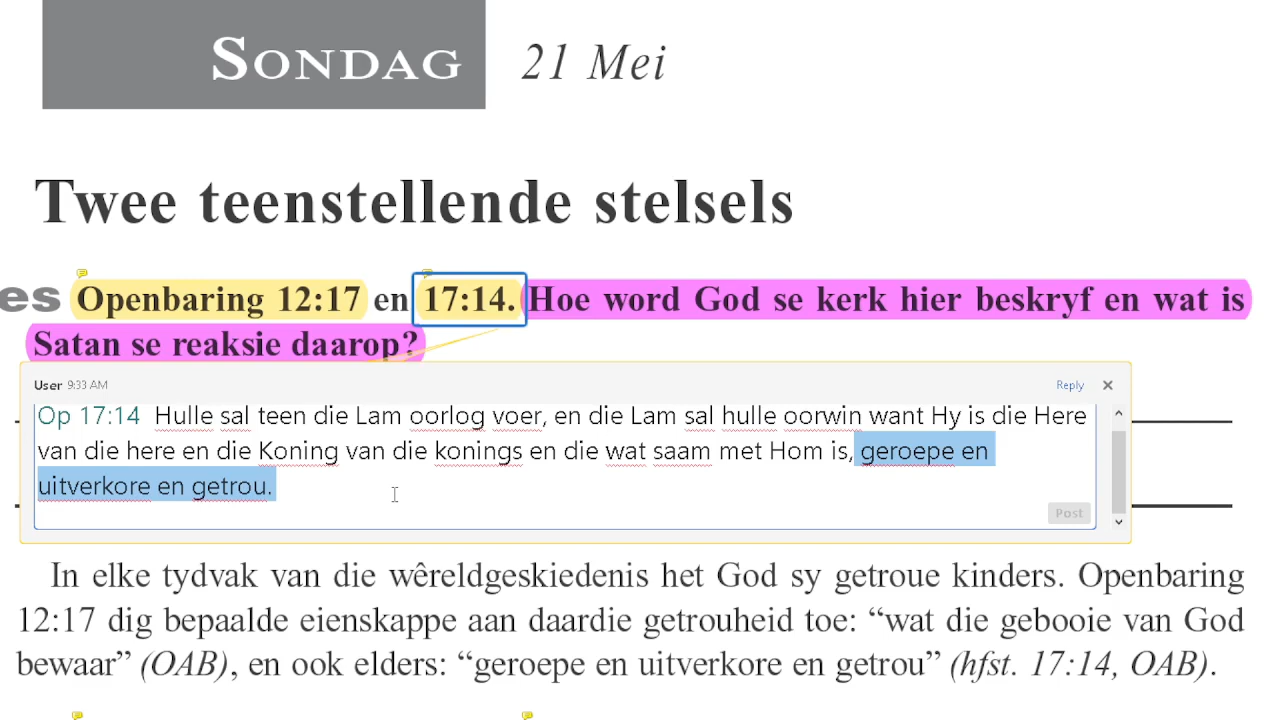 SONDAG 21 Mei
Twee teenstellende stelsels
es Openbaring 12:17 en 17:14. Hoe word God se kerk hier beskryf en wat is
Satan se reaksie daarop?
User 9:33 AM Reply
Op 17:14 Hulle sal teen die Lam oorlog voer, en die Lam sal hulle oorwin want Hy is die Here
van die here en die Koning van die konings en die wat saam met Hom is, geroepe en
uitverkore en getrou.
Post
In elke tydvak van die wêreldgeskiedenis het God sy getroue kinders. Openbaring
12:17 dig bepaalde eienskappe aan daardie getrouheid toe: “wat die gebooie van God
bewaar” (OAB), en ook elders: “geroepe en uitverkore en getrou” (hfst. 17:14, OAB).